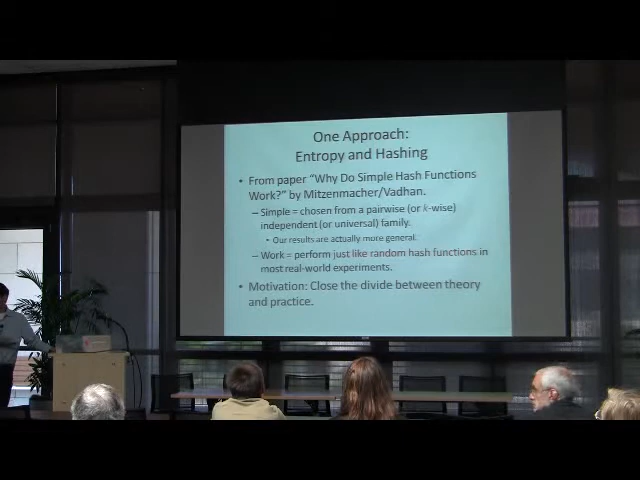 One Approach:
Entropy and Hashing
• From paper “Why Do Simple Hash Functions
Work?” by Mitzenmacher/Vadhan.
– Simple = chosen from a pairwise (or k-wise)
independent (or universal) family.
• Our results are actually more general.
– Work = perform just like random hash functions in
most real-world experiments.
• Motivation: Close the divide between theory
and practice.